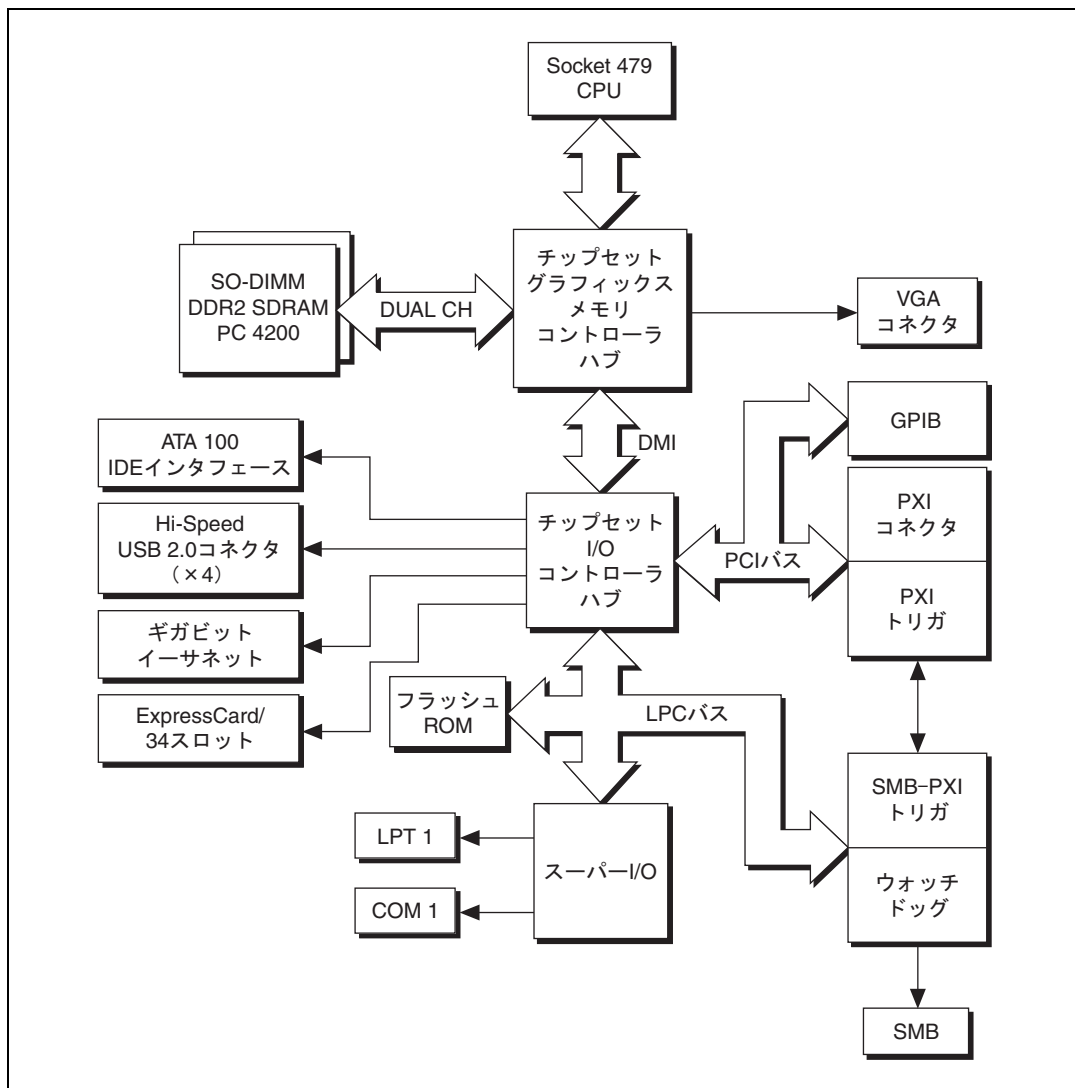 Socket 479
CPU
SO-DIMM
DDR2 SDRAM
PC 4200
DUAL CH
チップセット
グラフィックス
メモリ
コントローラ
ハブ
VGA
コネクタ
DMI
GPIB
ATA 100
IDEインタフェース
Hi-Speed
USB 2.0コネクタ
（×4）
ギガビット
イーサネット
ExpressCard/
34スロット
チップセット
I/O
コントローラ
ハブ
PCIバス
PXI
コネクタ
PXI
トリガ
フラッシュ
ROM
LPCバス
SMB-PXI
トリガ
ウォッチ
ドッグ
LPT 1
COM 1
スーパーI/O
SMB